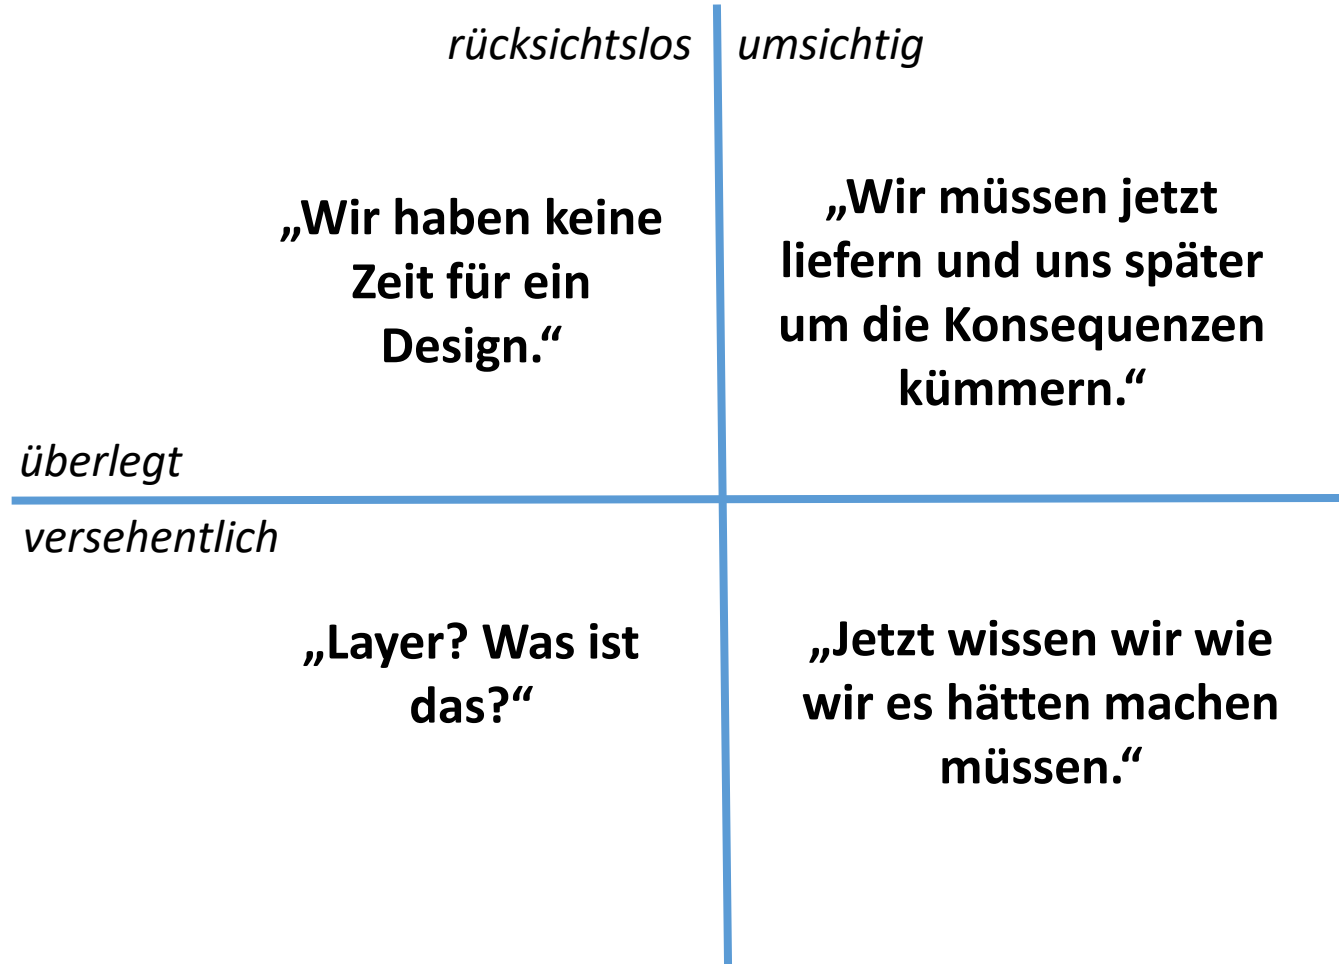 rücksichtslos
umsichtig
„Wir haben keine
Zeit für ein
Design.“
„Wir müssen jetzt
liefern und uns später
um die Konsequenzen
kümmern.“
überlegt
versehentlich
„Layer? Was ist
das?“
„Jetzt wissen wir wie
wir es hätten machen
müssen.“